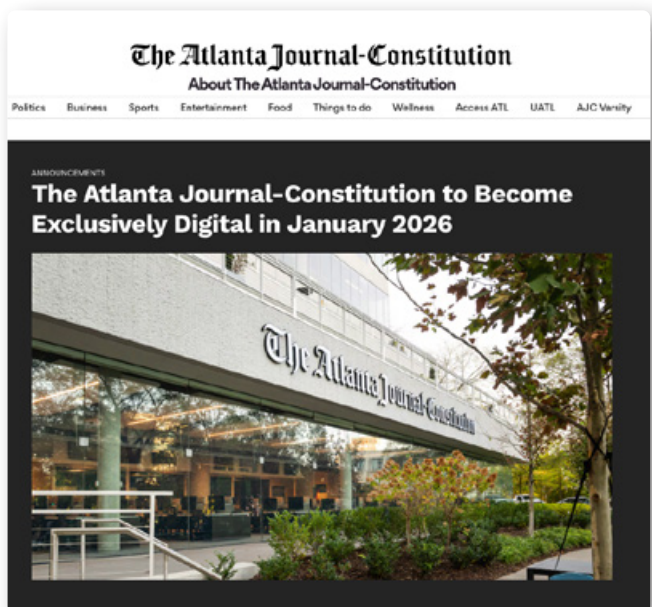 The Atlanta Journal-Constitution
About The Atlanta Journal-Constitution
Politics Business Sports Entertainment Food Things to do Wellness Access ATL UATL AJC Varsity
ANNOUNCEMENTS
The Atlanta Journal-Constitution to Become
Exclusively Digital in January 2026
The Atlanta Journal-Constitution